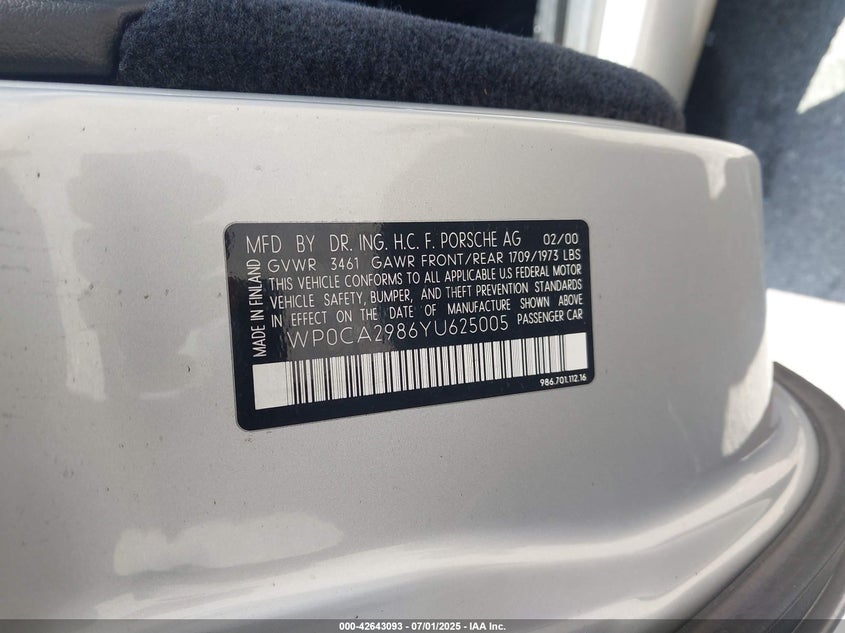 MFD BY DR. ING. H.C. F. PORSCHE AG 02/00
GVWR 3461 GAWR FRONT/REAR 1709/1973 LBS
THIS VEHICLE CONFORMS TO ALL APPLICABLE U.S FEDERAL MOTOR
VEHICLE SAFETY, BUMPER, AND THEFT PREVENTION STANDARDS
IN EFFECT ON THE DATE OF MANUFACTURE SHOWN ABOVE
WP0CA2986YU625005 PASSENGER CAR
MADE IN FINLAND
986.701.112.16
000-42643093 - 07/01/2025 - IAA Inc.